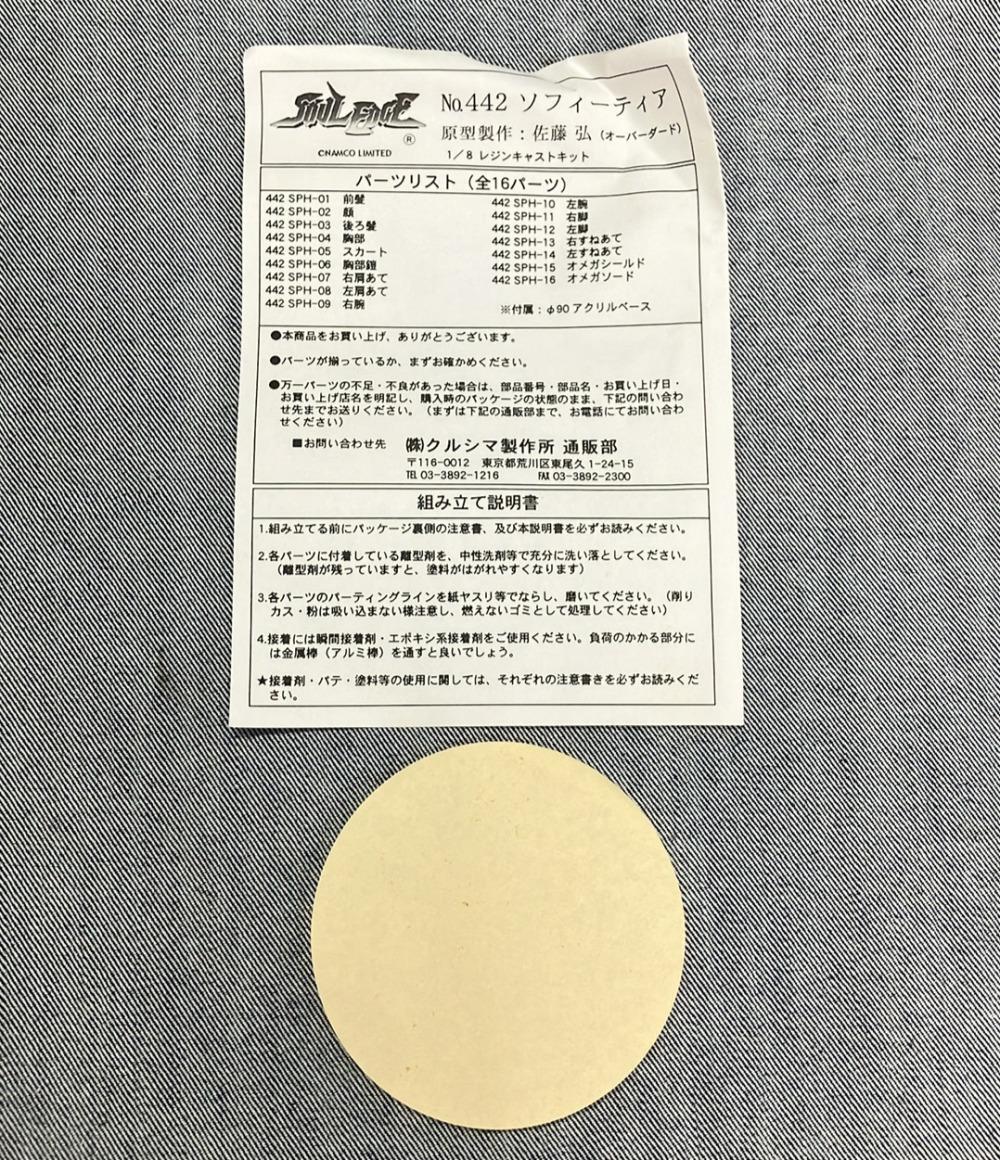 SOUL EDGE
®
©NAMCO LIMITED
No.442 ソフィーティア
原型製作：佐藤 弘（オーバーダード）
1／8 レジンキャストキット
パーツリスト（全16パーツ）
442 SPH-01 前髪
442 SPH-02 顔
442 SPH-03 後ろ髪
442 SPH-04 胸部
442 SPH-05 スカート
442 SPH-06 胸部鎧
442 SPH-07 右肩あて
442 SPH-08 左肩あて
442 SPH-09 右腕
442 SPH-10 左腕
442 SPH-11 右脚
442 SPH-12 左脚
442 SPH-13 右すねあて
442 SPH-14 左すねあて
442 SPH-15 オメガシールド
442 SPH-16 オメガソード
※付属：φ90アクリルベース
●本商品をお買い上げ、ありがとうございます。
●パーツが揃っているか、まずお確かめください。
●万一パーツの不足・不良があった場合は、部品番号・部品名・お買い上げ日・
お買い上げ店名を明記し、購入時のパッケージの状態のまま、下記の問い合わ
せ先までお送りください。（まずは下記の通販部まで、お電話にてお問い合わ
せください）
■お問い合わせ先 ㈱クルシマ製作所 通販部
〒116-0012 東京都荒川区東尾久1-24-15
TEL 03-3892-1216 FAX 03-3892-2300
組み立て説明書
1.組み立てる前にパッケージ裏側の注意書、及び本説明書を必ずお読みください。
2.各パーツに付着している離型剤を、中性洗剤等で充分に洗い落としてください。
（離型剤が残っていますと、塗料がはがれやすくなります）
3.各パーツのパーティングラインを紙ヤスリ等でならし、磨いてください。（削り
カス・粉は吸い込まない様注意し、燃えないゴミとして処理してください）
4.接着には瞬間接着剤・エポキシ系接着剤をご使用ください。負荷のかかる部分に
は金属棒（アルミ棒）を通すと良いでしょう。
★接着剤・パテ・塗料等の使用に関しては、それぞれの注意書きを必ずお読みくだ
さい。